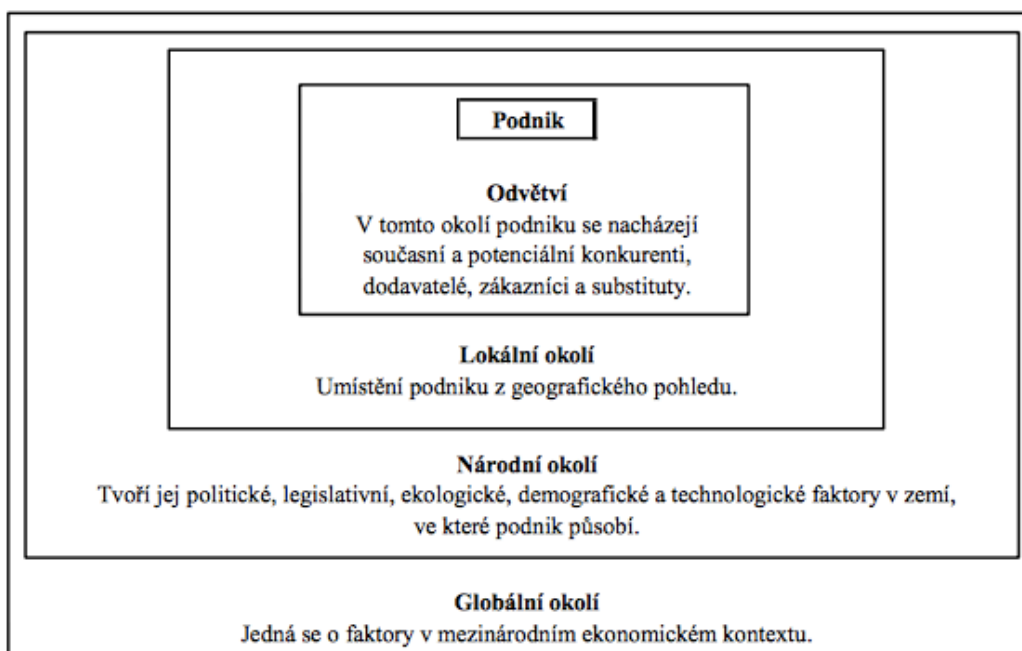 Podnik
Odvětví
V tomto okolí podniku se nacházejí
současní a potenciální konkurenti,
dodavatelé, zákazníci a substituty.
Lokální okolí
Umístění podniku z geografického pohledu.
Národní okolí
Tvoří jej politické, legislativní, ekologické, demografické a technologické faktory v zemí,
ve které podnik působí.
Globální okolí
Jedná se o faktory v mezinárodním ekonomickém kontextu.